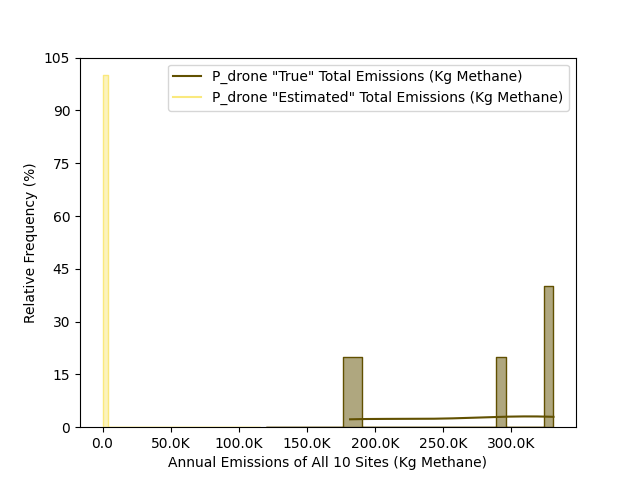 P_drone "True" Total Emissions (Kg Methane)
P_drone "Estimated" Total Emissions (Kg Methane)
105
90
75
60
45
30
15
0
Relative Frequency (%)
0.0 50.0K 100.0K 150.0K 200.0K 250.0K 300.0K
Annual Emissions of All 10 Sites (Kg Methane)